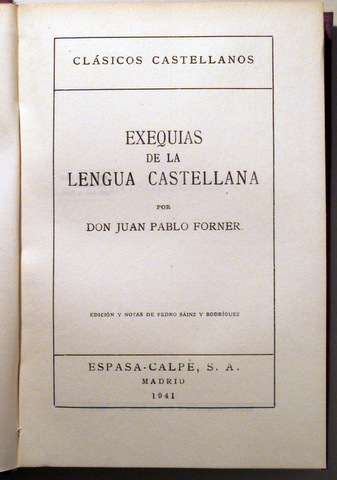 CLÁSICOS CASTELLANOS
EXEQUIAS
DE LA
LENGUA CASTELLANA
POR
DON JUAN PABLO FORNER
EDICIÓN Y NOTAS DE PEDRO SÁINZ Y RODRÍGUEZ
ESPASA-CALPE, S. A.
MADRID
1941